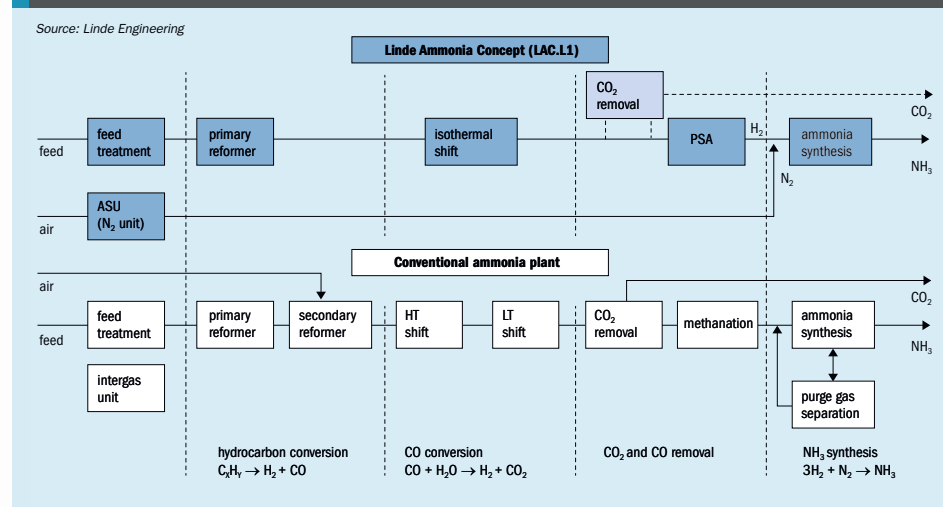 Source: Linde Engineering
Linde Ammonia Concept (LAC.L1)
CO₂
removal
CO₂
feed
feed
treatment
primary
reformer
isothermal
shift
PSA
H₂
ammonia
synthesis
NH₃
N₂
air
ASU
(N₂ unit)
Conventional ammonia plant
air
CO₂
feed
feed
treatment
primary
reformer
secondary
reformer
HT
shift
LT
shift
CO₂
removal
methanation
ammonia
synthesis
NH₃
intergas
unit
purge gas
separation
hydrocarbon conversion
CₓHᵧ → H₂ + CO
CO conversion
CO + H₂O → H₂ + CO₂
CO₂ and CO removal
NH₃ synthesis
3H₂ + N₂ → NH₃